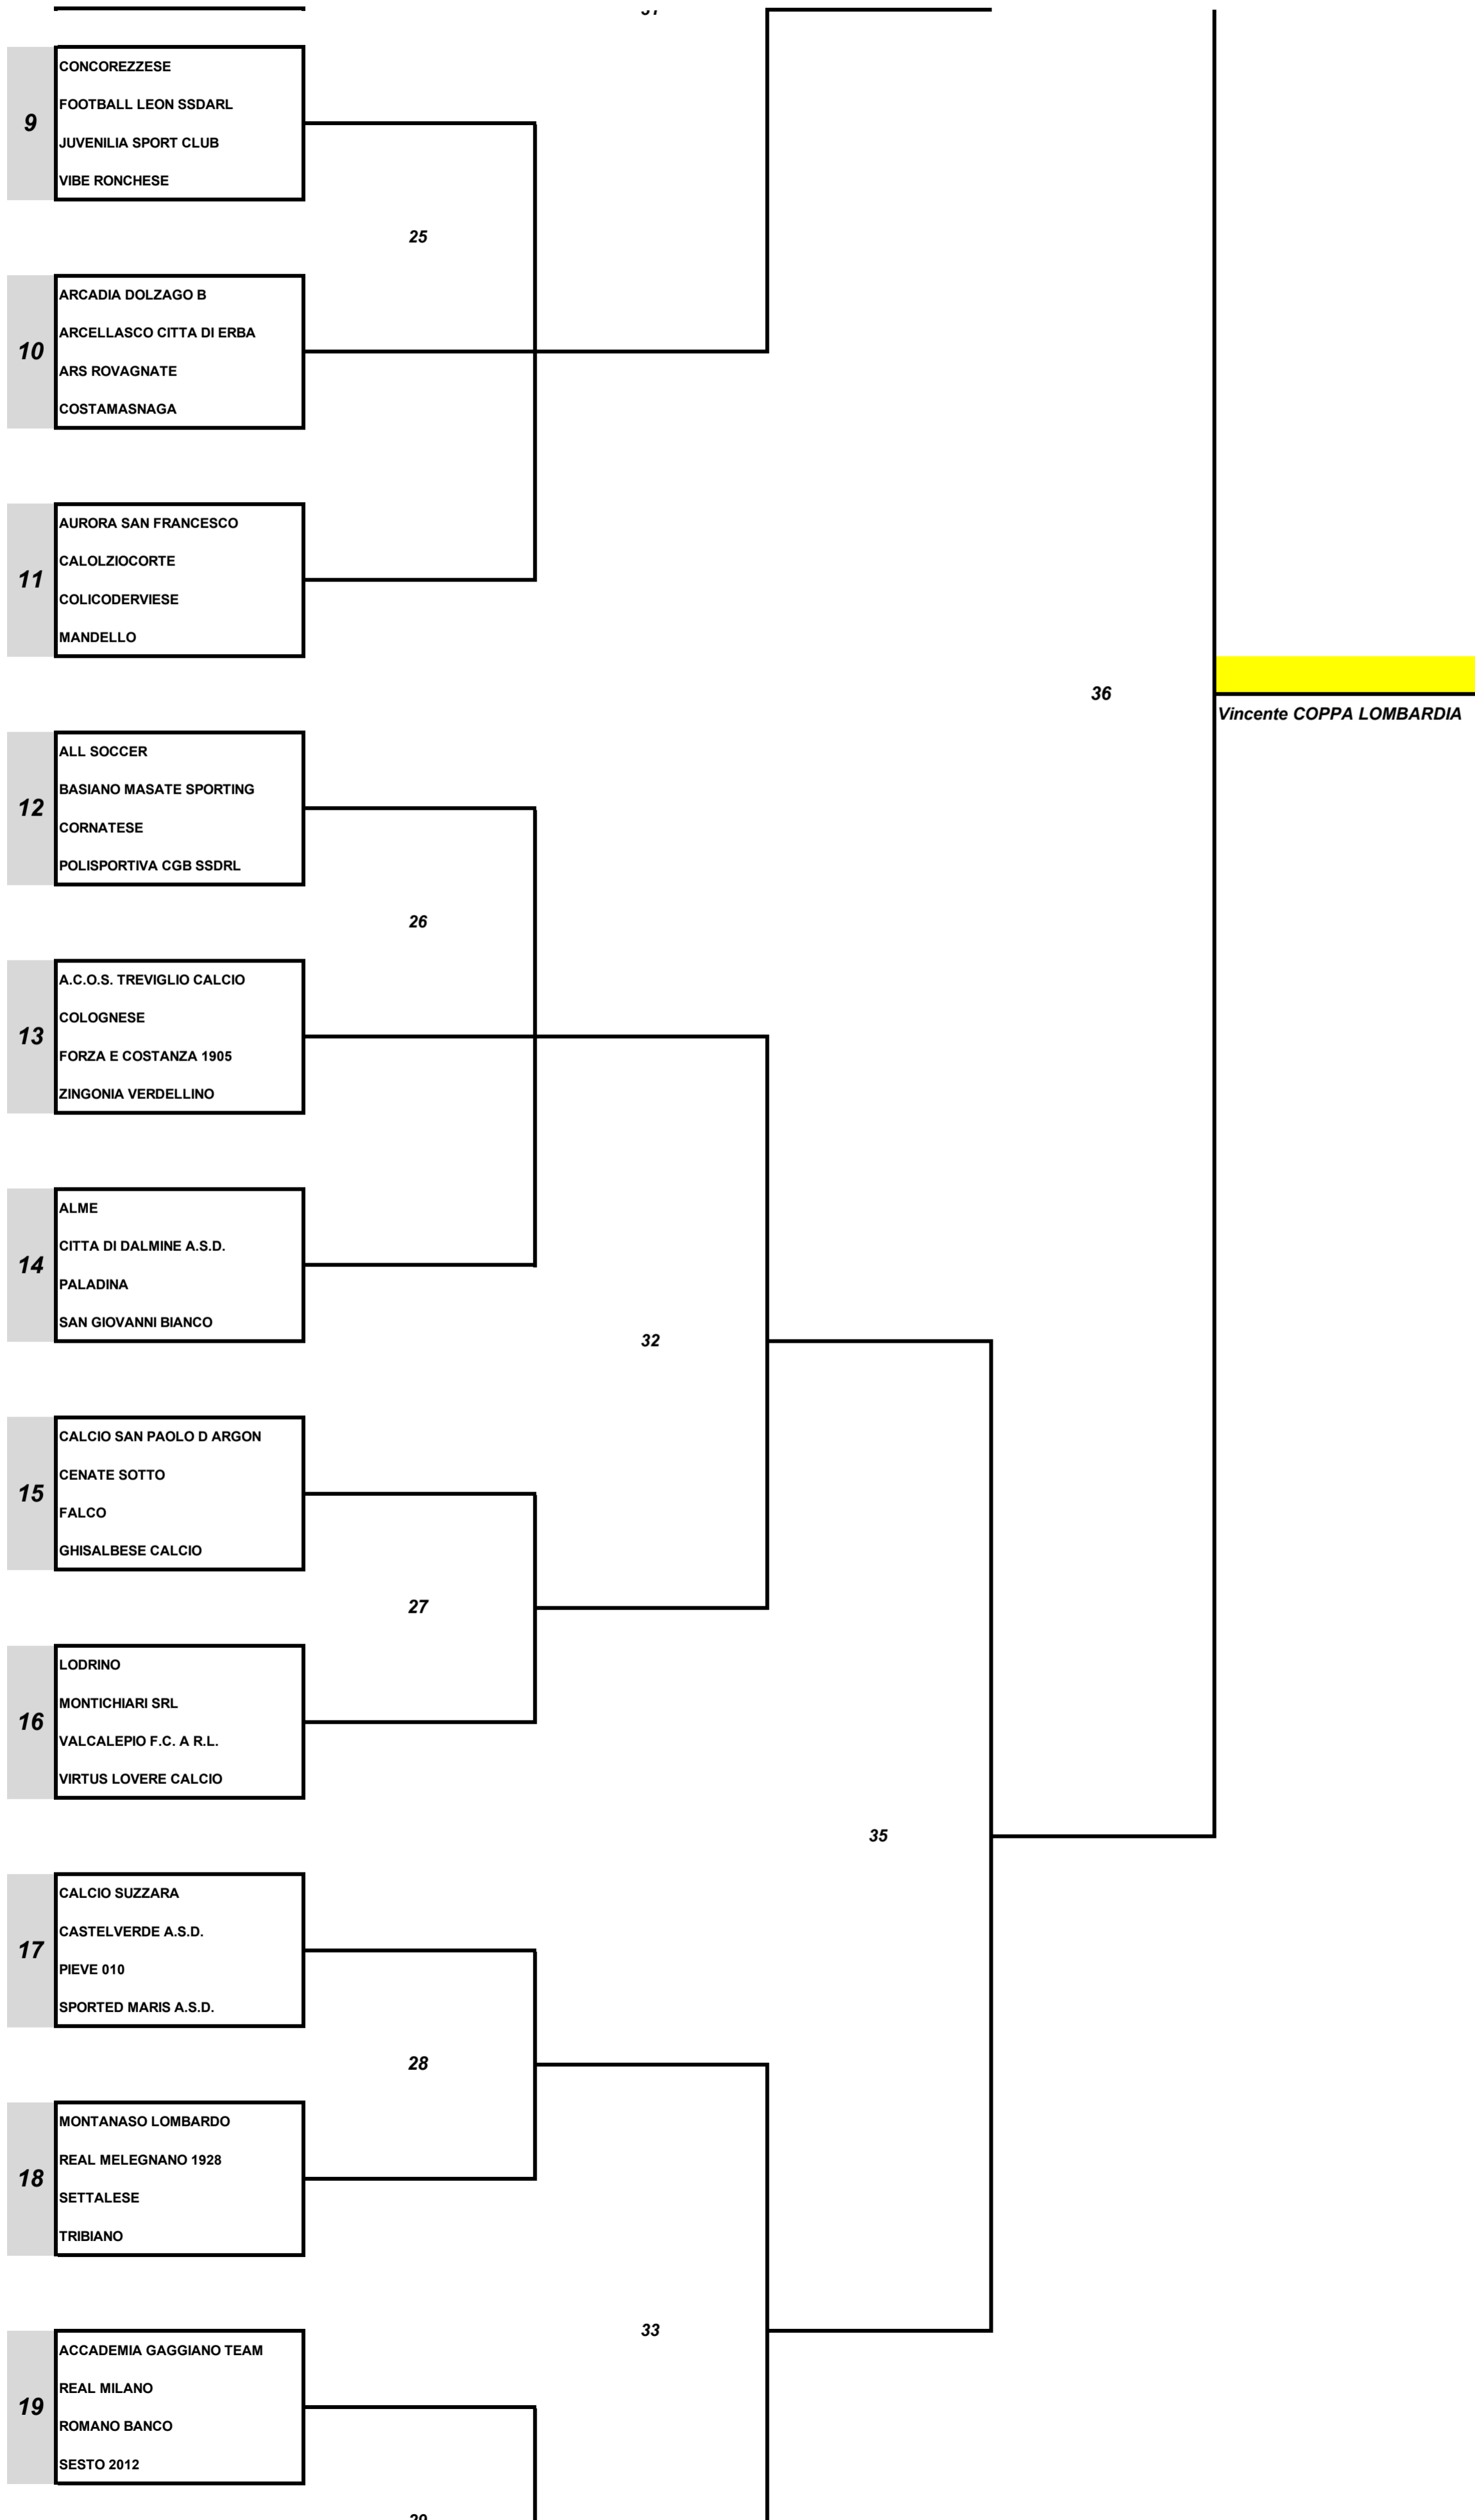 CONCOREZZESE
FOOTBALL LEON SSDARL
9
JUVENILIA SPORT CLUB
VIBE RONCHESE
25
ARCADIA DOLZAGO B
ARCELLASCO CITTA DI ERBA
10
ARS ROVAGNATE
COSTAMASNAGA
AURORA SAN FRANCESCO
CALOLZIOCORTE
11
COLICODERVIESE
MANDELLO
36
Vincente COPPA LOMBARDIA
ALL SOCCER
BASIANO MASATE SPORTING
12
CORNATESE
POLISPORTIVA CGB SSDRL
26
A.C.O.S. TREVIGLIO CALCIO
COLOGNESE
13
FORZA E COSTANZA 1905
ZINGONIA VERDELLINO
ALME
CITTA DI DALMINE A.S.D.
14
PALADINA
SAN GIOVANNI BIANCO
32
CALCIO SAN PAOLO D ARGON
CENATE SOTTO
15
FALCO
GHISALBESE CALCIO
27
LODRINO
MONTICHIARI SRL
16
VALCALEPIO F.C. A R.L.
VIRTUS LOVERE CALCIO
35
CALCIO SUZZARA
CASTELVERDE A.S.D.
17
PIEVE 010
SPORTED MARIS A.S.D.
28
MONTANASO LOMBARDO
REAL MELEGNANO 1928
18
SETTALESE
TRIBIANO
33
ACCADEMIA GAGGIANO TEAM
REAL MILANO
19
ROMANO BANCO
SESTO 2012